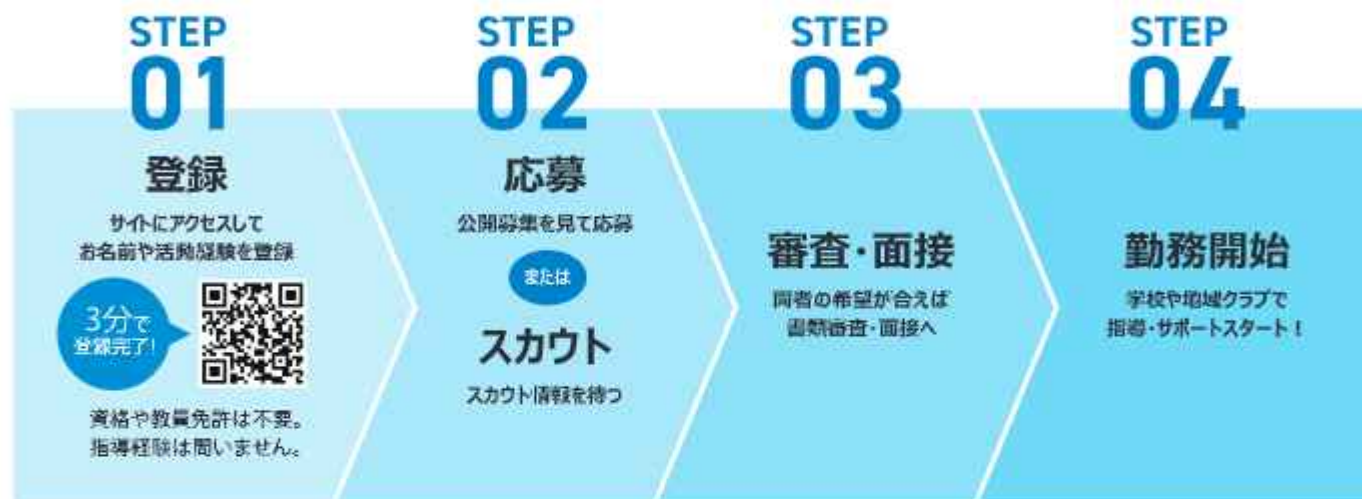 STEP
01
登録
サイトにアクセスして
お名前や活動経験を登録
3分で
登録完了!
資格や教員免許は不要。
指導経験は問いません。
STEP
02
応募
公開募集を見て応募
または
スカウト
スカウト情報を待つ
STEP
03
審査・面接
両者の希望が合えば
書類審査・面接へ
STEP
04
勤務開始
学校や地域クラブで
指導・サポートスタート!